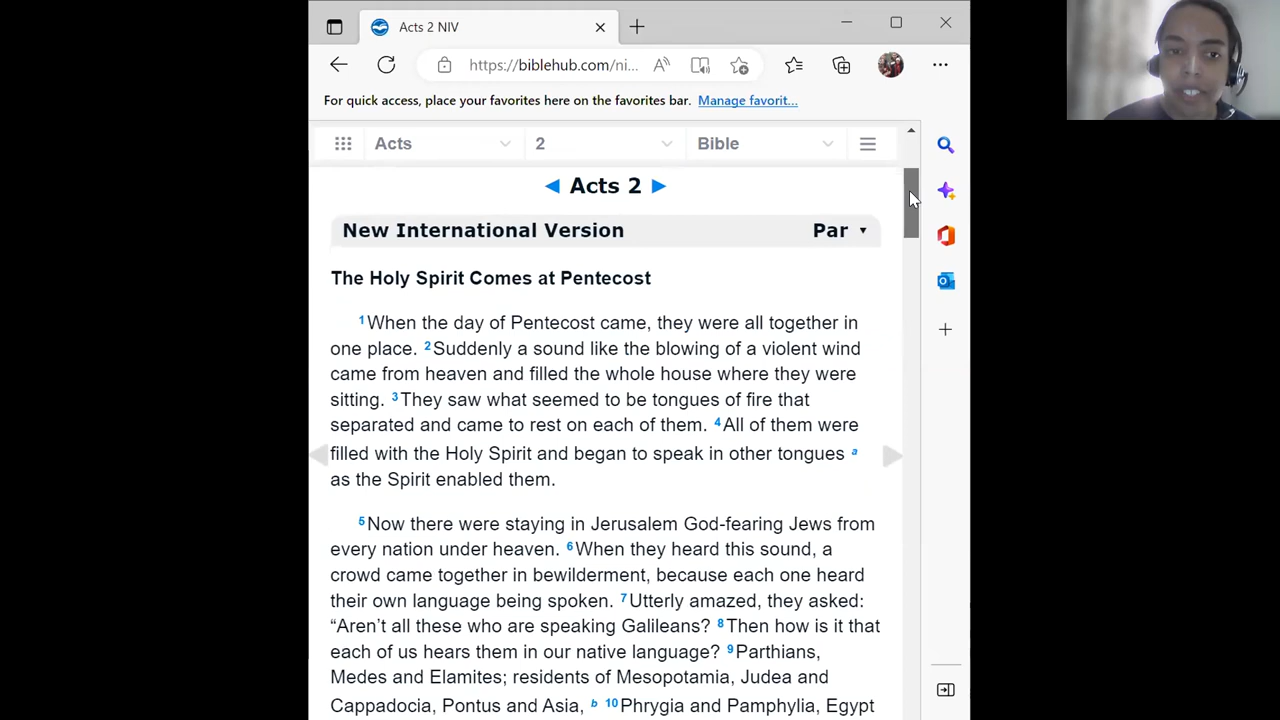 Acts 2 NIV
https://biblehub.com/ni...
For quick access, place your favorites here on the favorites bar. Manage favorit...
Acts 2 Bible
Acts 2
New International Version Par
The Holy Spirit Comes at Pentecost
1When the day of Pentecost came, they were all together in
one place. 2Suddenly a sound like the blowing of a violent wind
came from heaven and filled the whole house where they were
sitting. 3They saw what seemed to be tongues of fire that
separated and came to rest on each of them. 4All of them were
filled with the Holy Spirit and began to speak in other tongues a
as the Spirit enabled them.
5Now there were staying in Jerusalem God-fearing Jews from
every nation under heaven. 6When they heard this sound, a
crowd came together in bewilderment, because each one heard
their own language being spoken. 7Utterly amazed, they asked:
“Aren’t all these who are speaking Galileans? 8Then how is it that
each of us hears them in our native language? 9Parthians,
Medes and Elamites; residents of Mesopotamia, Judea and
Cappadocia, Pontus and Asia, b 10Phrygia and Pamphylia, Egypt